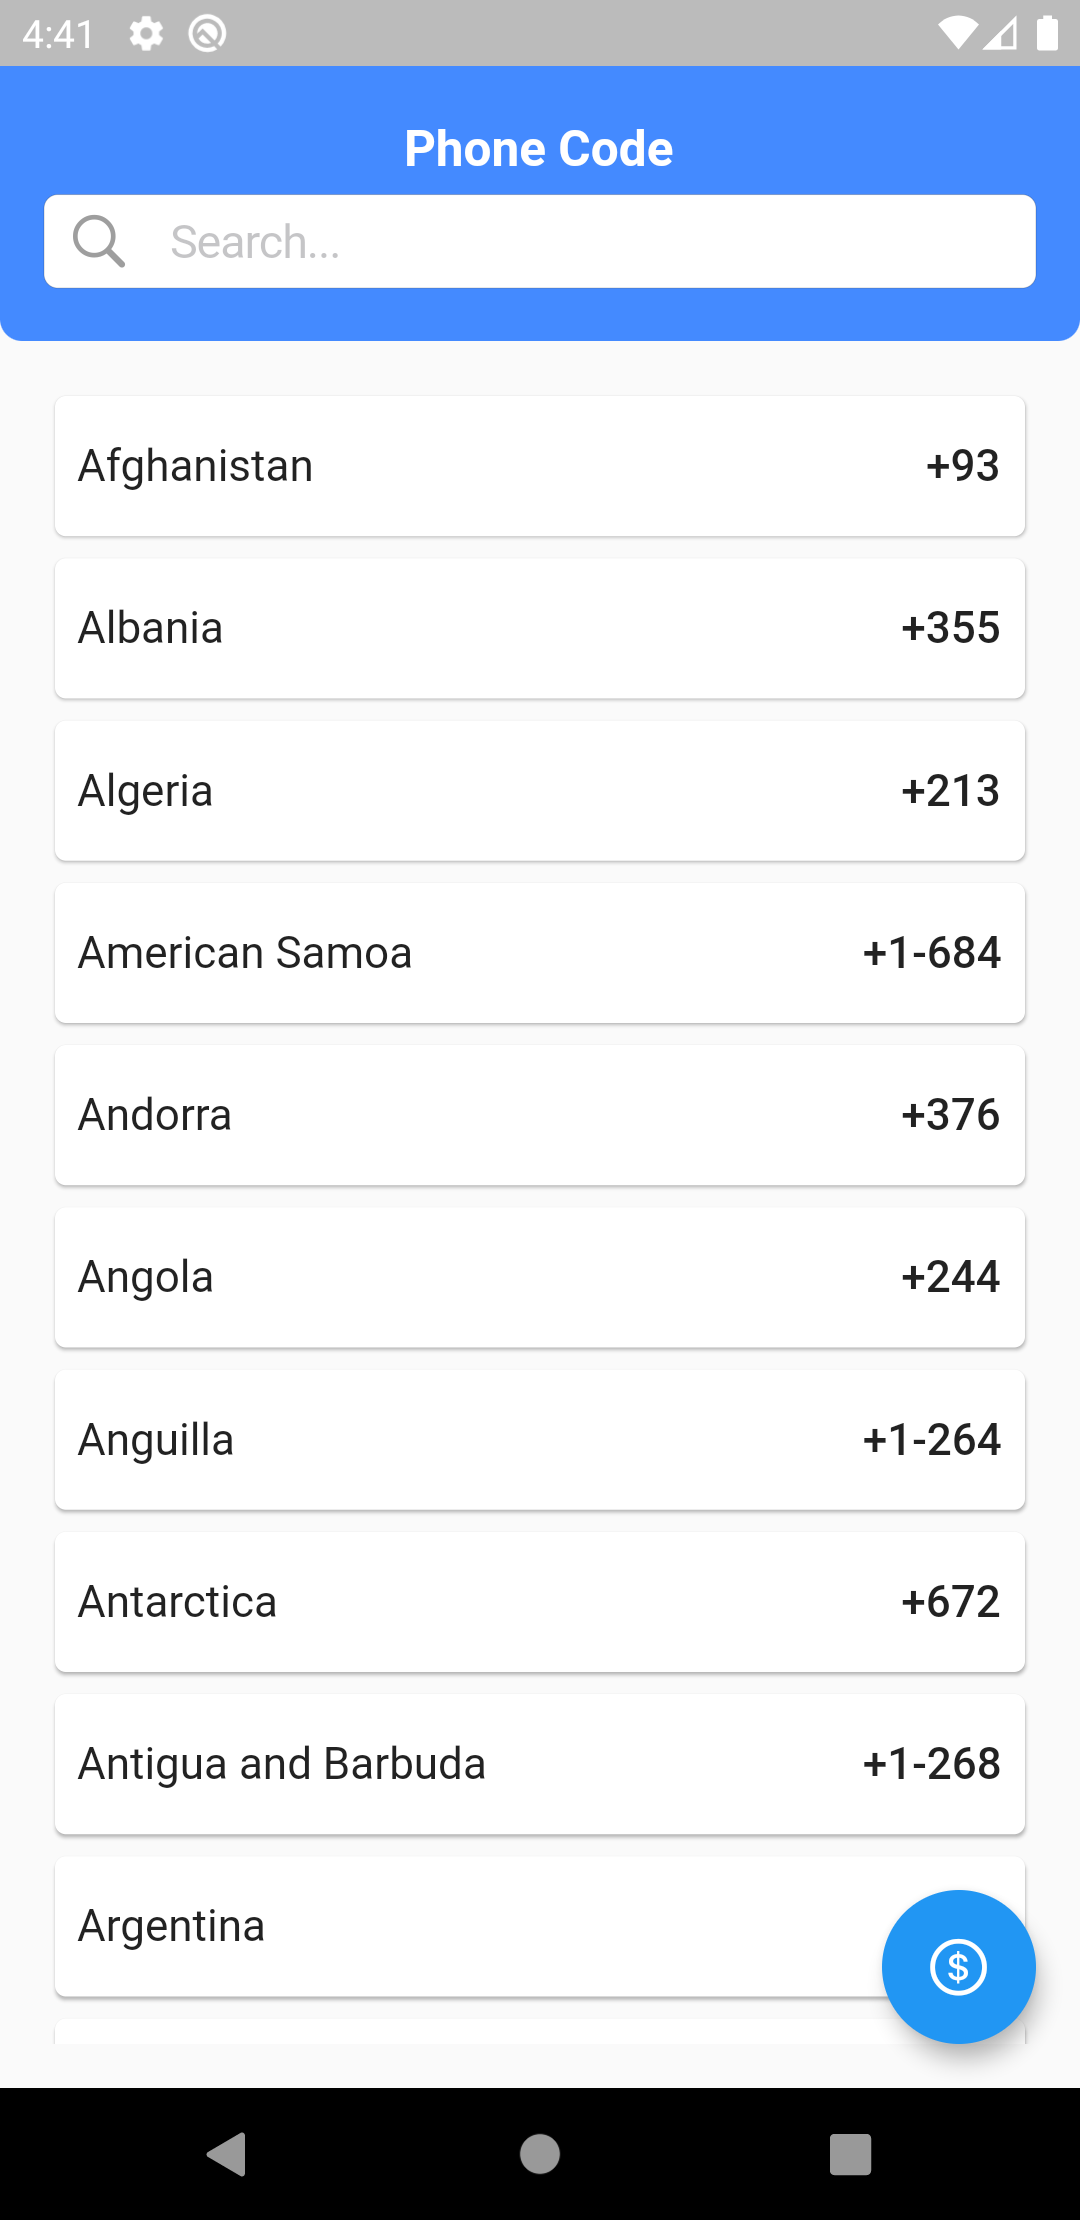 4:41
Phone Code
Search...
Afghanistan +93
Albania +355
Algeria +213
American Samoa +1-684
Andorra +376
Angola +244
Anguilla +1-264
Antarctica +672
Antigua and Barbuda +1-268
Argentina
$